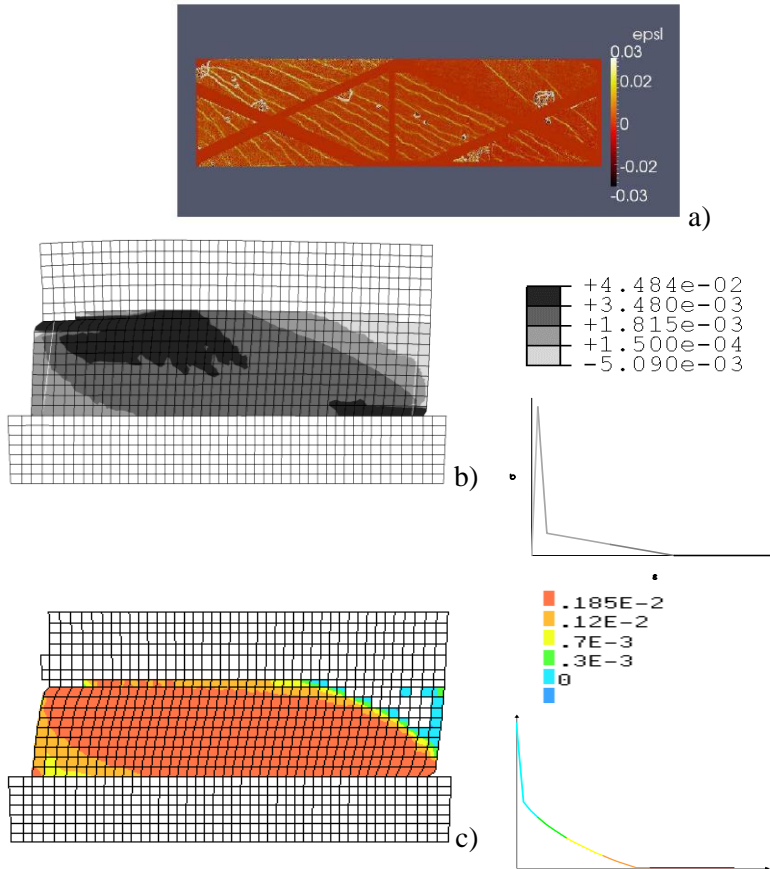 epsl
0.03
0.02
0
-0.02
-0.03
a)
+4.484e-02
+3.480e-03
+1.815e-03
+1.500e-04
-5.090e-03
b)
σ
ε
.185E-2
.12E-2
.7E-3
.3E-3
0
c)